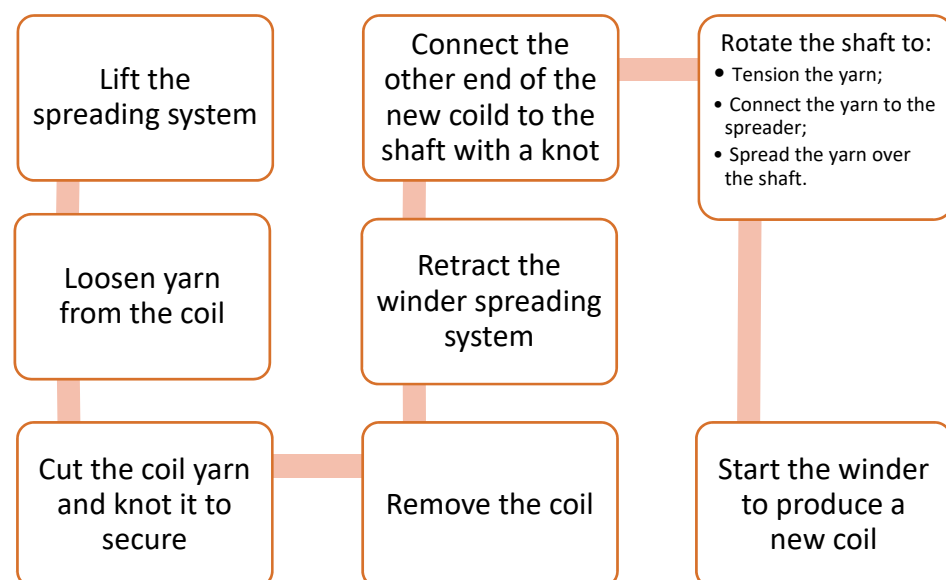 Lift the
spreading system
Loosen yarn
from the coil
Cut the coil yarn
and knot it to
secure
Remove the coil
Retract the
winder spreading
system
Connect the
other end of the
new coild to the
shaft with a knot
Rotate the shaft to:
• Tension the yarn;
• Connect the yarn to the
spreader;
• Spread the yarn over
the shaft.
Start the winder
to produce a
new coil